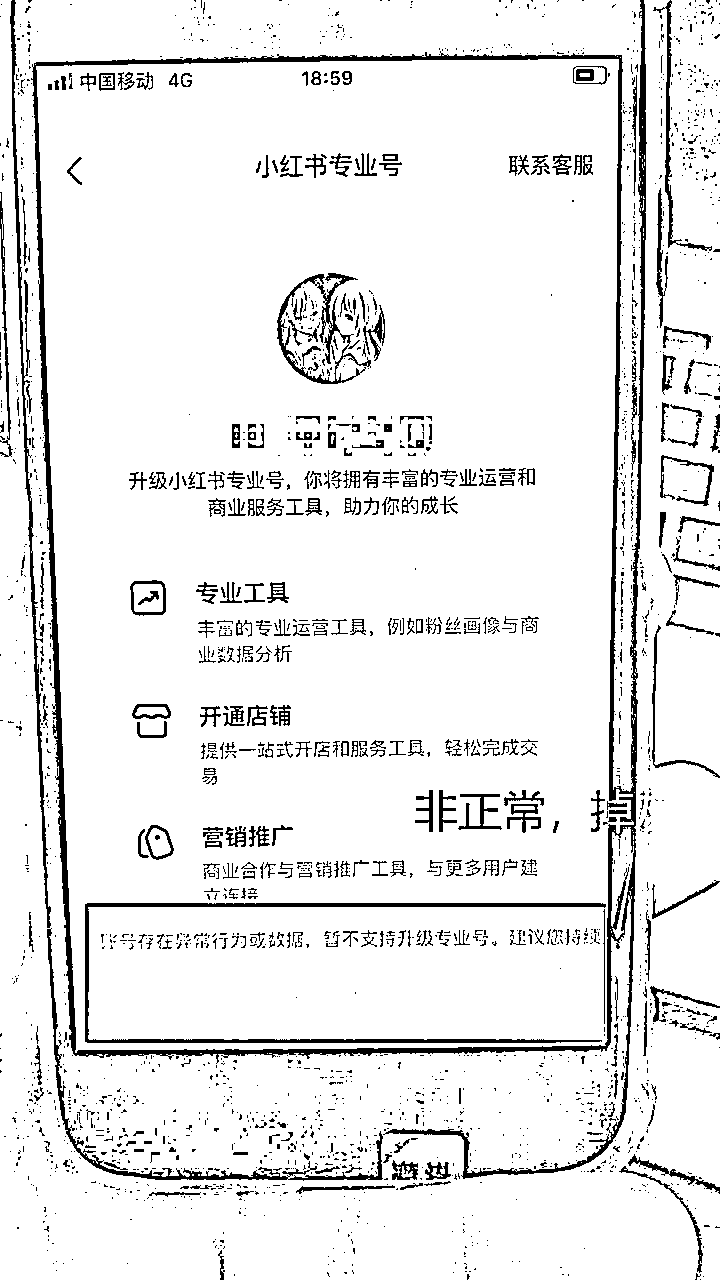 中国移动 4G 18:59
小红书专业号 联系客服
升级小红书专业号，你将拥有丰富的专业运营和
商业服务工具，助力你的成长
专业工具
丰富的专业运营工具，例如粉丝画像与商
业数据分析
开通店铺
提供一站式开店和服务工具，轻松完成交
易
非正常，掉
营销推广
商业合作与营销推广工具，与更多用户建
立连接
账号存在异常行为或数据，暂不支持升级专业号。建议您持续